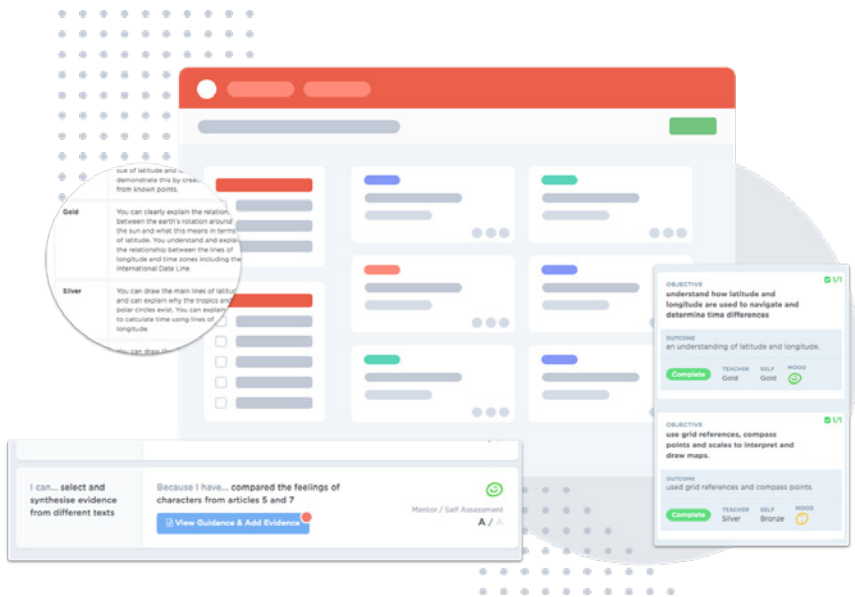 demonstrate this by
from known points.
Gold
You can clearly explain the relation
between the earth's rotation around
the sun and what this means in terms
of latitude. You understand and explain
the relationship between the lines of
longitude and time zones including the
International Date Line.
Silver
You can draw the main lines of
and can explain why the tropics and
polar circles exist. You can explain
to calculate time using lines of
longitude.
OBJECTIVE
1/1
understand how latitude and
longitude are used to navigate and
determine time differences
OUTCOME
an understanding of latitude and longitude.
Complete
TEACHER SELF MOOD
Gold Gold
OBJECTIVE
1/1
use grid references, compass
points and scales to interpret and
draw maps.
OUTCOME
used grid references and compass points.
Complete
TEACHER SELF MOOD
Silver Bronze
I can... select and
synthesise evidence
from different texts
Because I have... compared the feelings of
characters from articles 5 and 7
View Guidance & Add Evidence
Mentor / Self Assessment
A / A